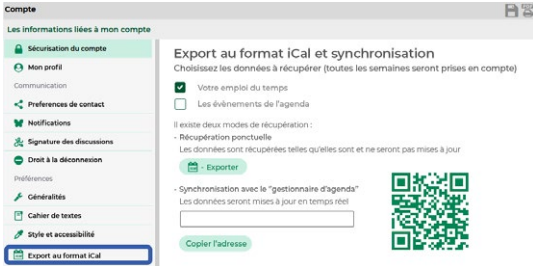 Compte
Les informations liées à mon compte
Sécurisation du compte
Mon profil
Communication
Preferences de contact
Notifications
Signature des discussions
Droit à la déconnexion
Préférences
Généralités
Cahier de textes
Style et accessibilité
Export au format iCal
Export au format iCal et synchronisation
Choisissez les données à récupérer (toutes les semaines seront prises en compte)
Votre emploi du temps
Les évènements de l'agenda
Il existe deux modes de récupération :
- Récupération ponctuelle
Les données sont récupérées telles qu'elles sont et ne seront pas mises à jour
- Exporter
- Synchronisation avec le "gestionnaire d'agenda"
Les données seront mises à jour en temps réel
Copier l'adresse